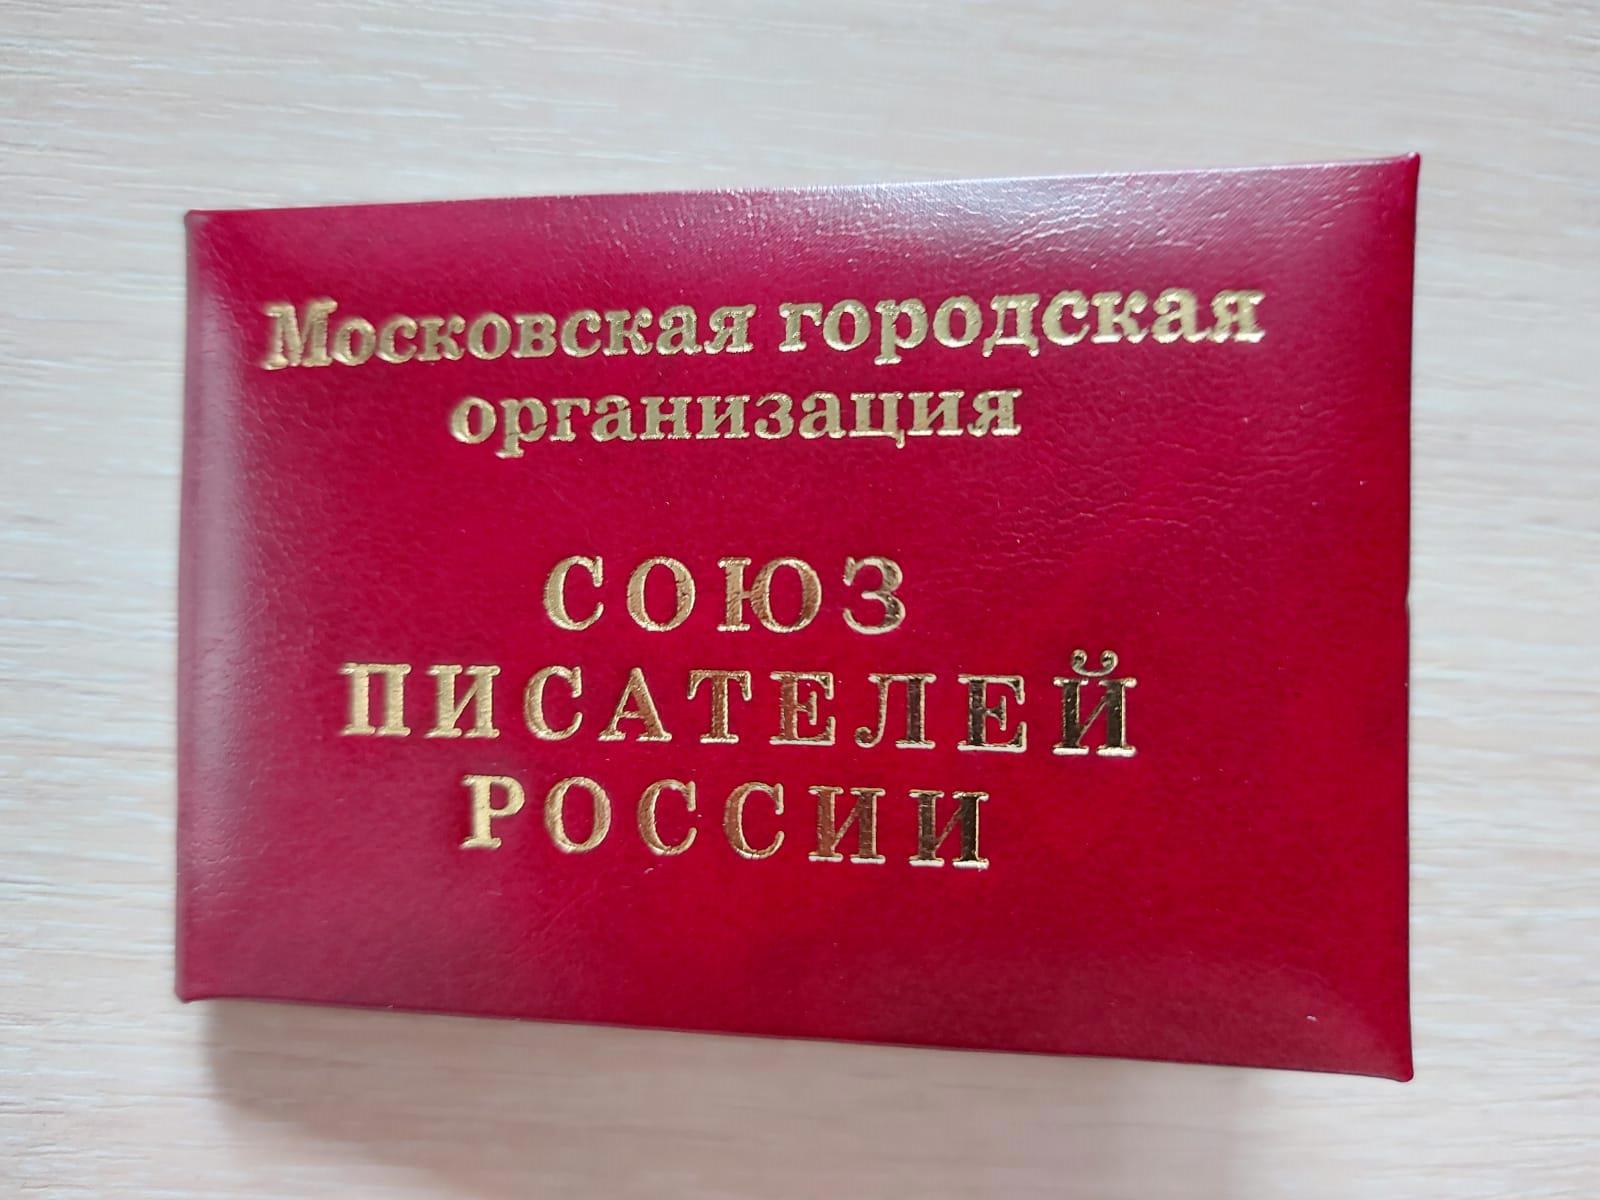 Московская городская
организация
СОЮЗ
ПИСАТЕЛЕЙ
РОССИИ